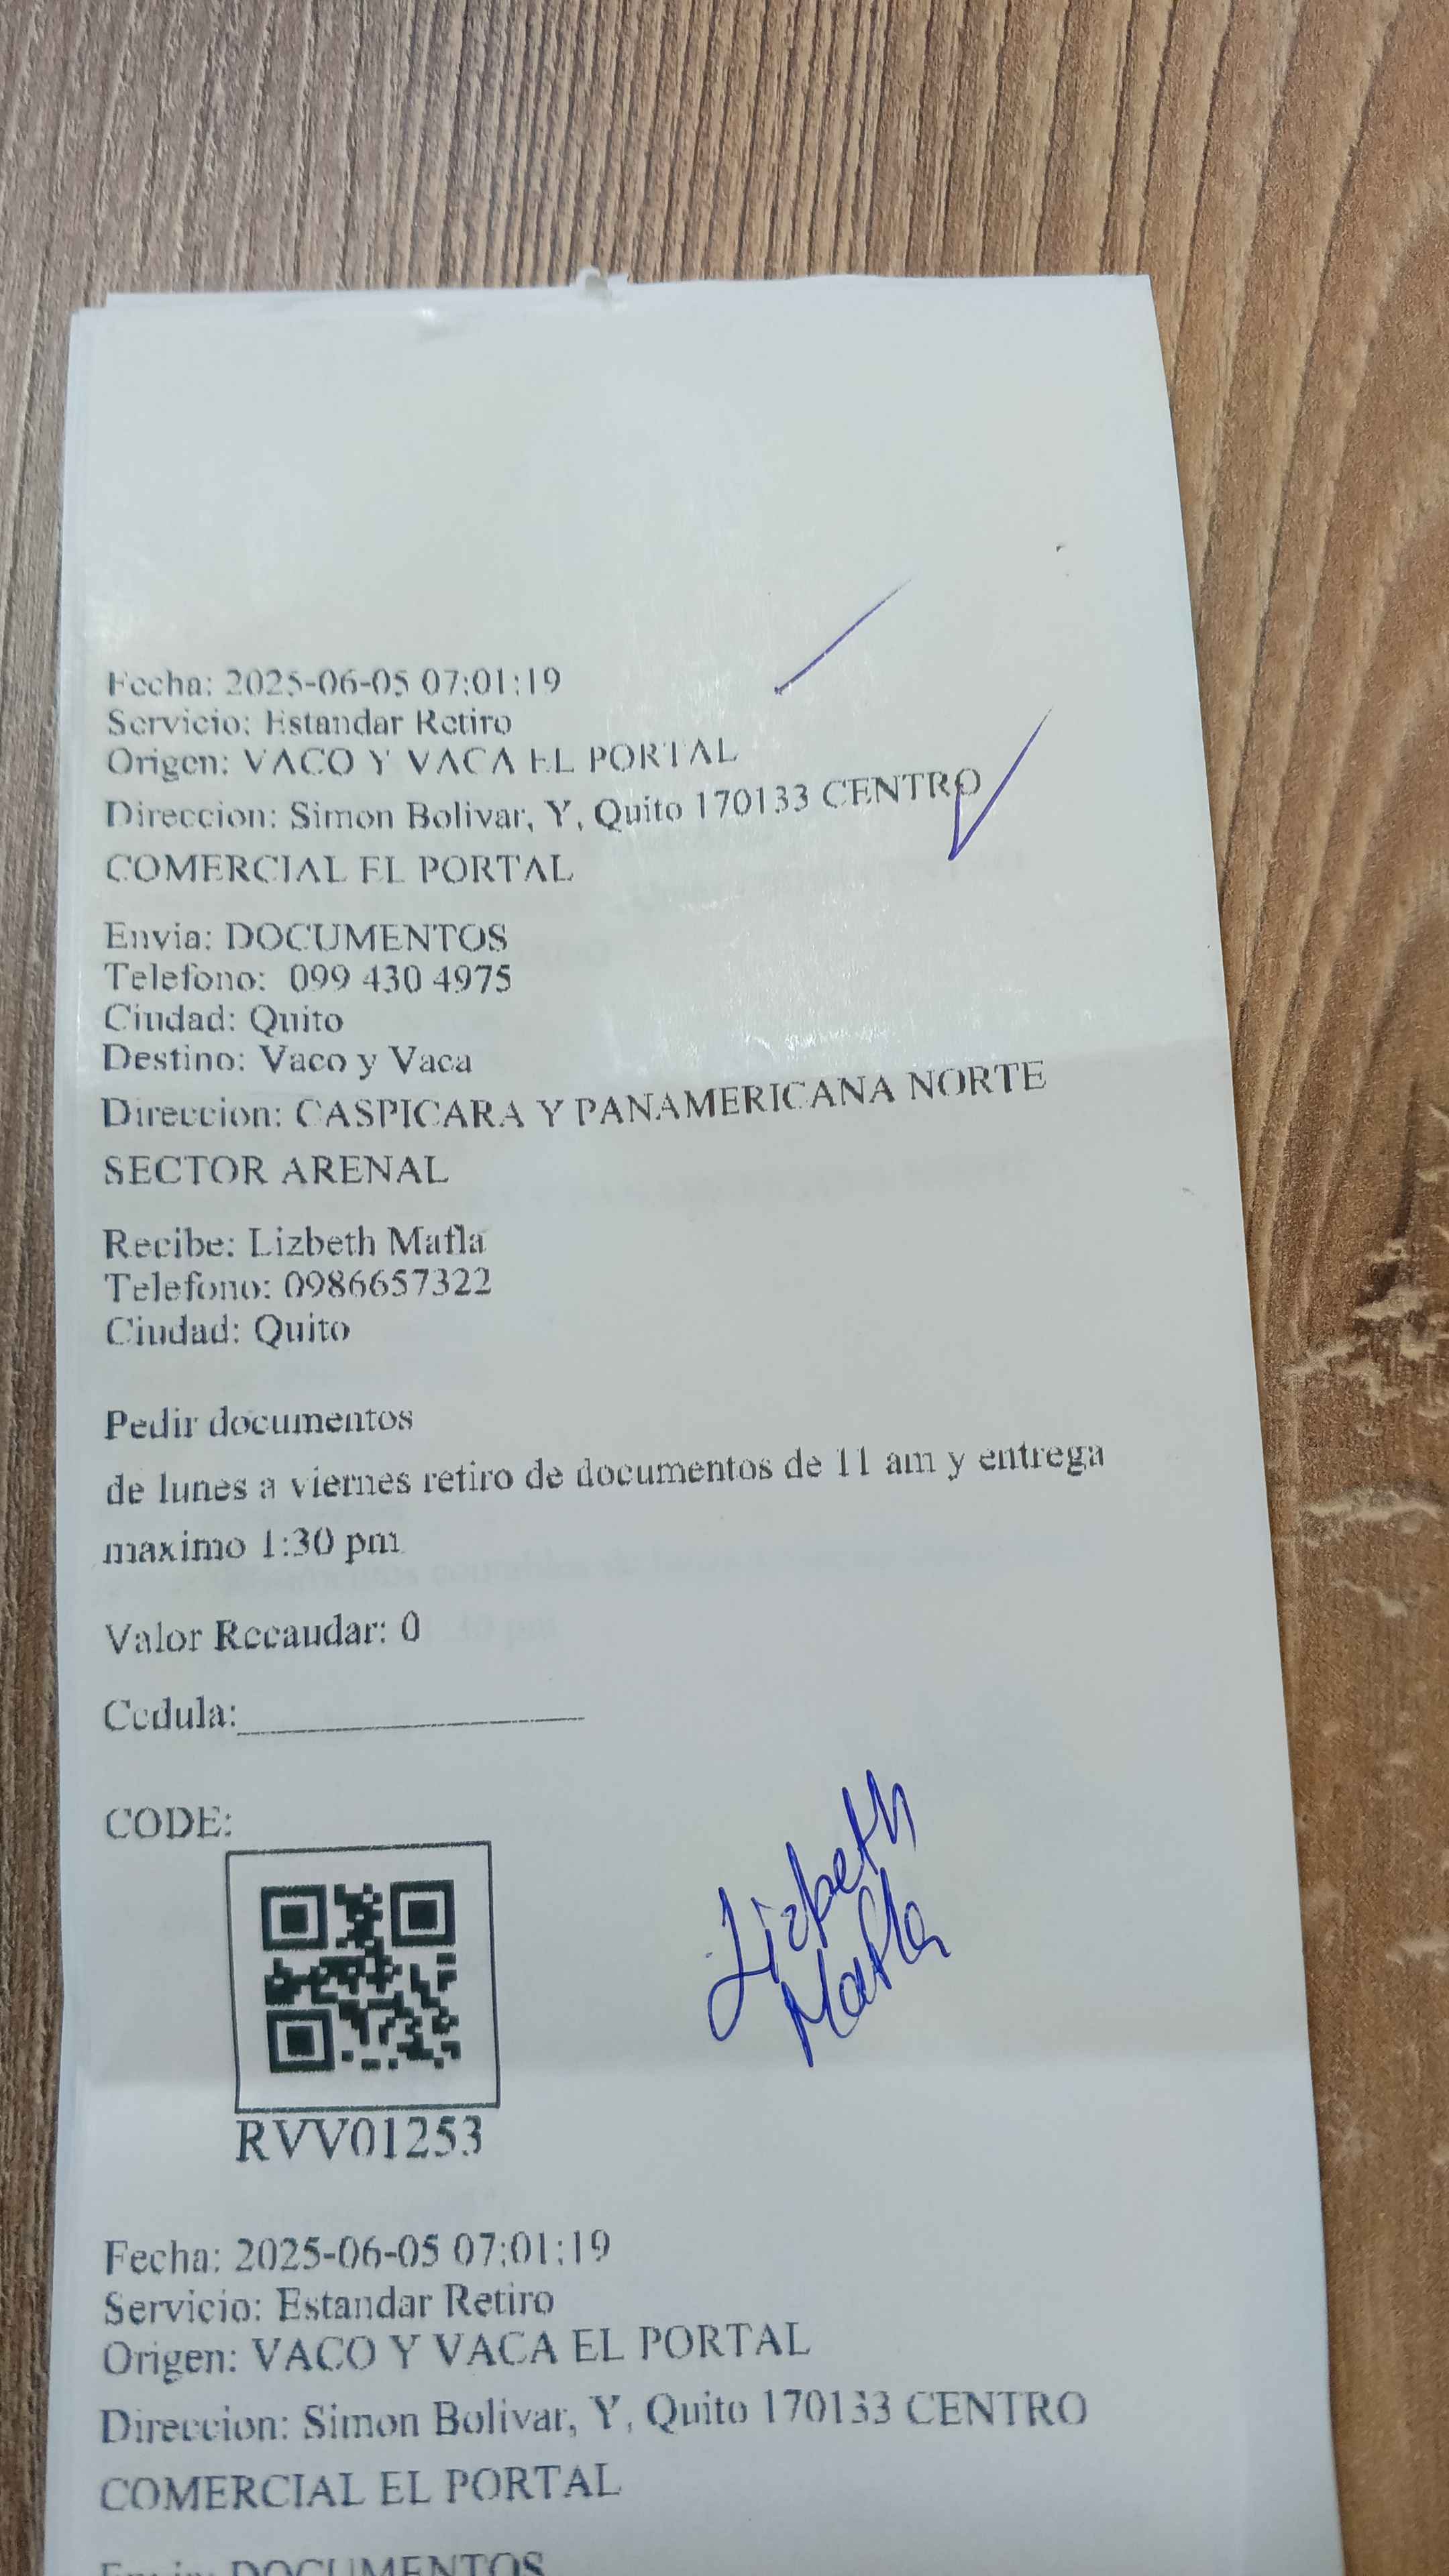 Fecha: 2025-06-05 07:01:19
Servicio: Estandar Retiro
Origen: VACO Y VACA EL PORTAL
Direccion: Simon Bolivar, Y, Quito 170133 CENTRO
COMERCIAL EL PORTAL
Envia: DOCUMENTOS
Telefono: 099 430 4975
Ciudad: Quito
Destino: Vaco y Vaca
Direccion: CASPICARA Y PANAMERICANA NORTE
SECTOR ARENAL
Recibe: Lizbeth Mafla
Telefono: 0986657322
Ciudad: Quito
Pedir documentos
de lunes a viernes retiro de documentos de 11 am y entrega
maximo 1:30 pm
Valor Recaudar: 0
Cedula:
CODE:
Lizbeth
Mafla
RVV01253
Fecha: 2025-06-05 07:01:19
Servicio: Estandar Retiro
Origen: VACO Y VACA EL PORTAL
Direccion: Simon Bolivar, Y, Quito 170133 CENTRO
COMERCIAL EL PORTAL
Envia: DOCUMENTOS